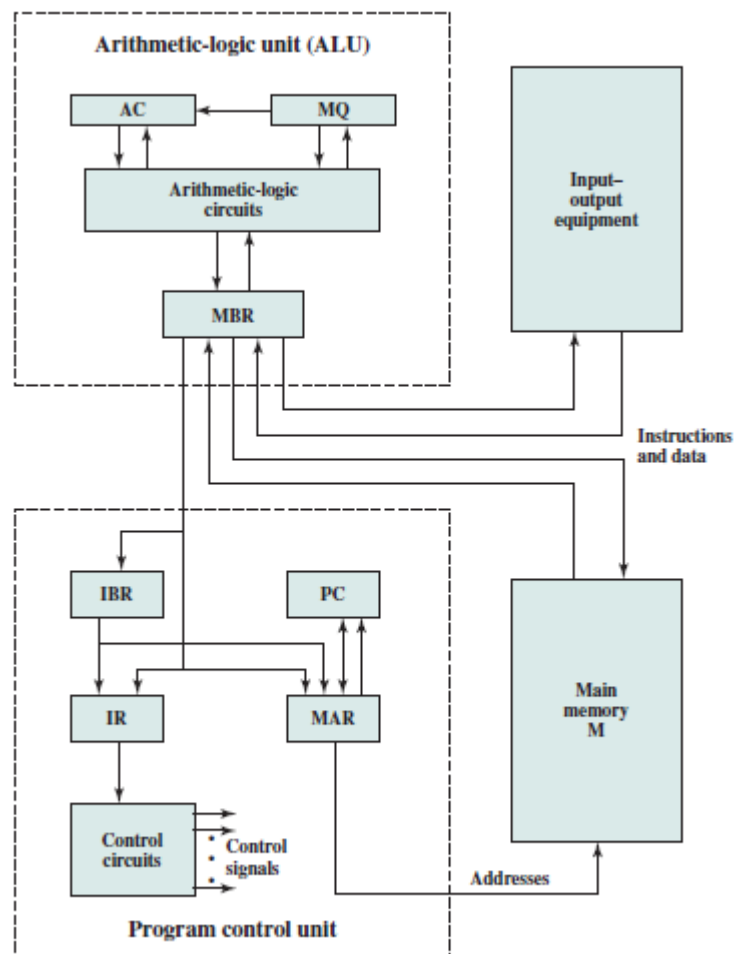 Arithmetic-logic unit (ALU)
AC
MQ
Arithmetic-logic
circuits
Input–
output
equipment
MBR
Instructions
and data
IBR
PC
IR
MAR
Main
memory
M
Control
circuits
Control
signals
Addresses
Program control unit